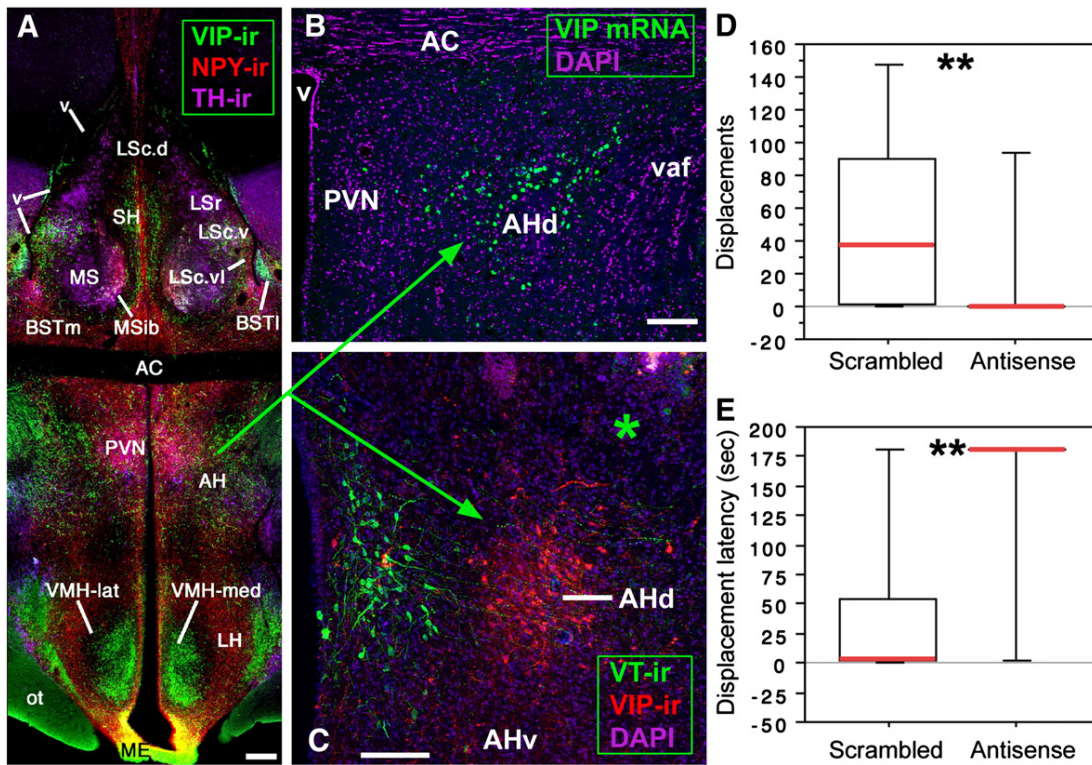 A
VIP-ir
NPY-ir
TH-ir
v
LSc.d
v
SH
LSr
LSc.v
MS
LSc.vl
BSTm
MSib
BSTl
AC
PVN
AH
VMH-lat
VMH-med
LH
ot
ME
B
AC
VIP mRNA
DAPI
v
PVN
AHd
vaf
*
AHd
VT-ir
VIP-ir
DAPI
C
AHv
D
160
140
120
100
80
60
40
20
0
-20
Displacements
**
Scrambled Antisense
E
200
175
150
125
100
75
50
25
0
-25
-50
Displacement latency (sec)
**
Scrambled Antisense